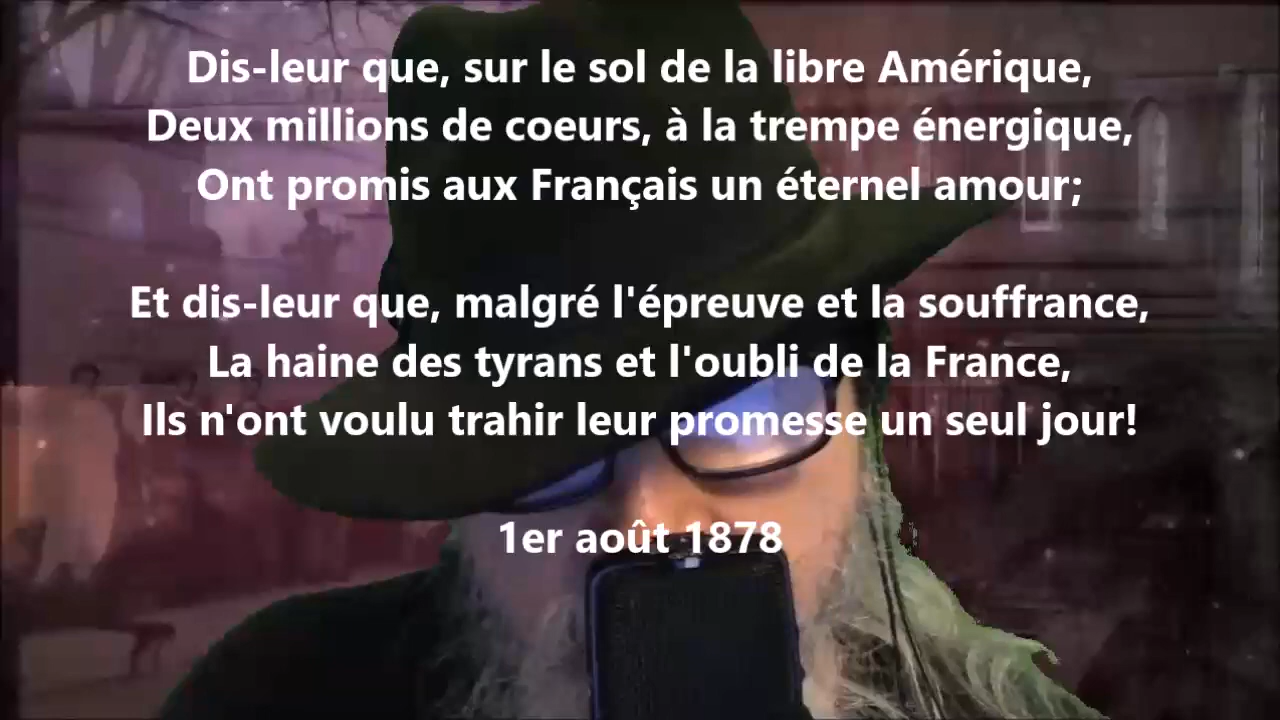 Dis-leur que, sur le sol de la libre Amérique,
Deux millions de coeurs, à la trempe énergique,
Ont promis aux Français un éternel amour;
Et dis-leur que, malgré l'épreuve et la souffrance,
La haine des tyrans et l'oubli de la France,
Ils n'ont voulu trahir leur promesse un seul jour!
1er août 1878